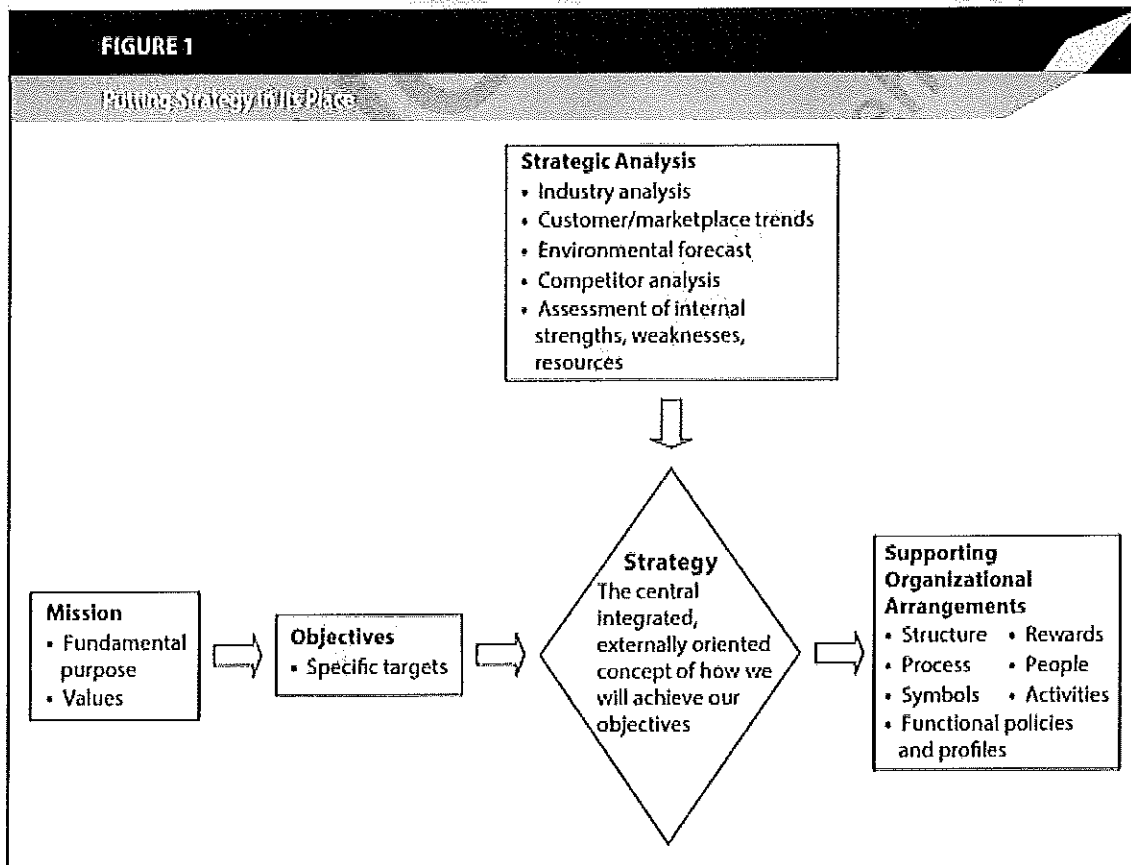 FIGURE 1
Putting Strategy in Its Place
Strategic Analysis
• Industry analysis
• Customer/marketplace trends
• Environmental forecast
• Competitor analysis
• Assessment of internal
strengths, weaknesses,
resources
Mission
• Fundamental
purpose
• Values
Objectives
• Specific targets
Strategy
The central
integrated,
externally oriented
concept of how we
will achieve our
objectives
Supporting
Organizational
Arrangements
• Structure • Rewards
• Process • People
• Symbols • Activities
• Functional policies
and profiles